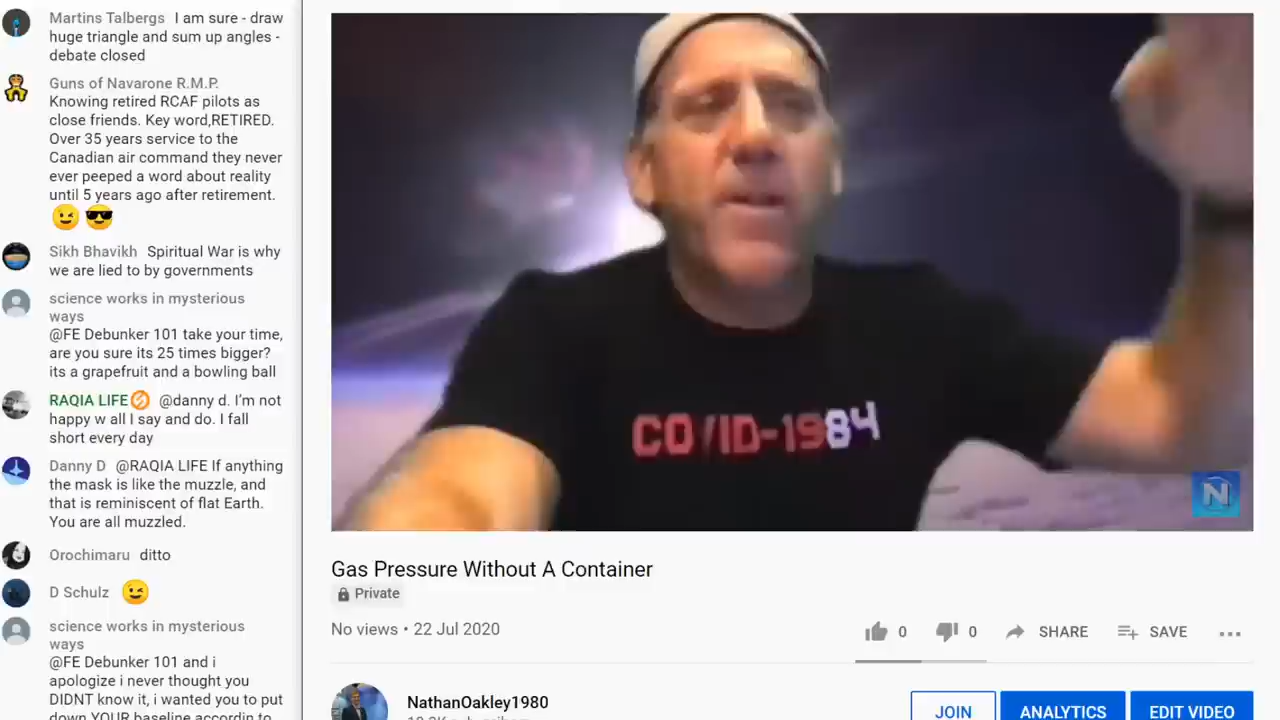 Martins Talbergs I am sure - draw
huge triangle and sum up angles -
debate closed
Guns of Navarone R.M.P.
Knowing retired RCAF pilots as
close friends. Key word,RETIRED.
Over 35 years service to the
Canadian air command they never
ever peeped a word about reality
until 5 years ago after retirement.
😉 😎
Sikh Bhavikh Spiritual War is why
we are lied to by governments
science works in mysterious
ways
@FE Debunker 101 take your time,
are you sure its 25 times bigger?
its a grapefruit and a bowling ball
RAQIA LIFE @danny d. I'm not
happy w all I say and do. I fall
short every day
Danny D @RAQIA LIFE If anything
the mask is like the muzzle, and
that is reminiscent of flat Earth.
You are all muzzled.
Orochimaru ditto
D Schulz 😉
science works in mysterious
ways
@FE Debunker 101 and i
apologize i never thought you
DIDNT know it, i wanted you to put
down YOUR baseline accordin to
COVID-1984
N
Gas Pressure Without A Container
Private
No views • 22 Jul 2020
0
0
SHARE
SAVE
NathanOakley1980
JOIN
ANALYTICS
EDIT VIDEO